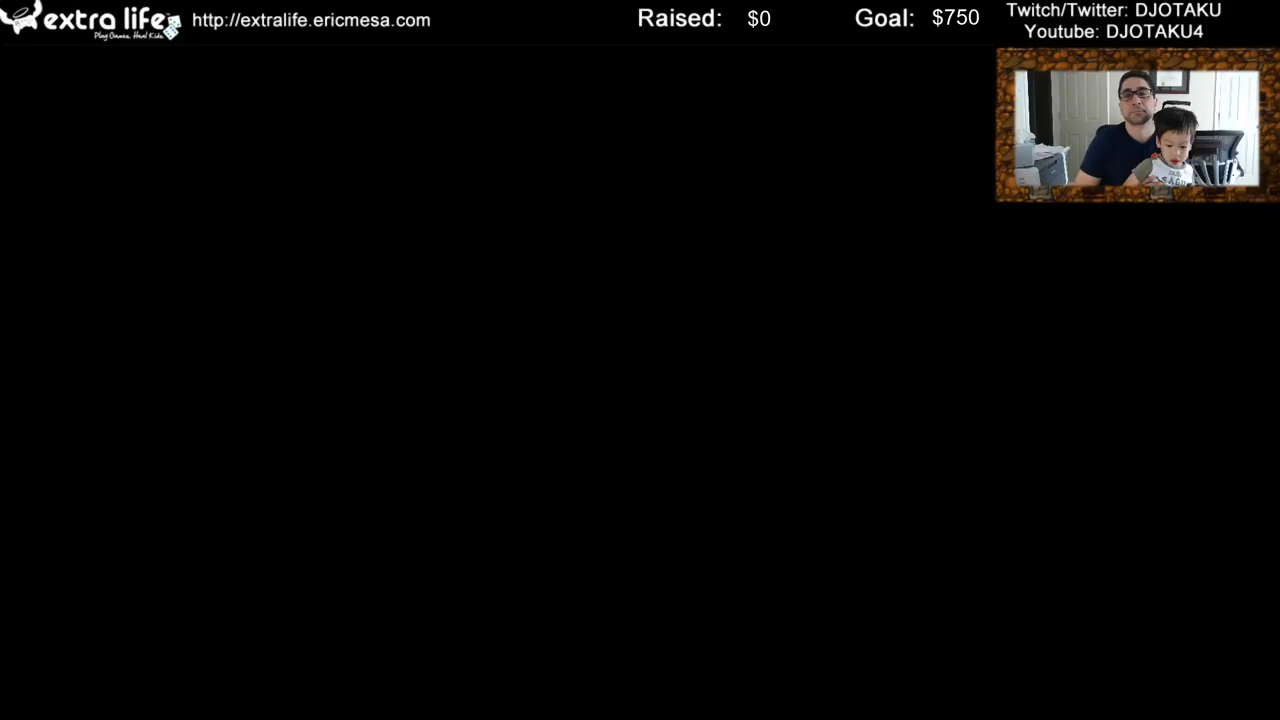 extra life
Play Games. Heal Kids.
http://extralife.ericmesa.com
Raised: $0
Goal: $750
Twitch/Twitter: DJOTAKU
Youtube: DJOTAKU4